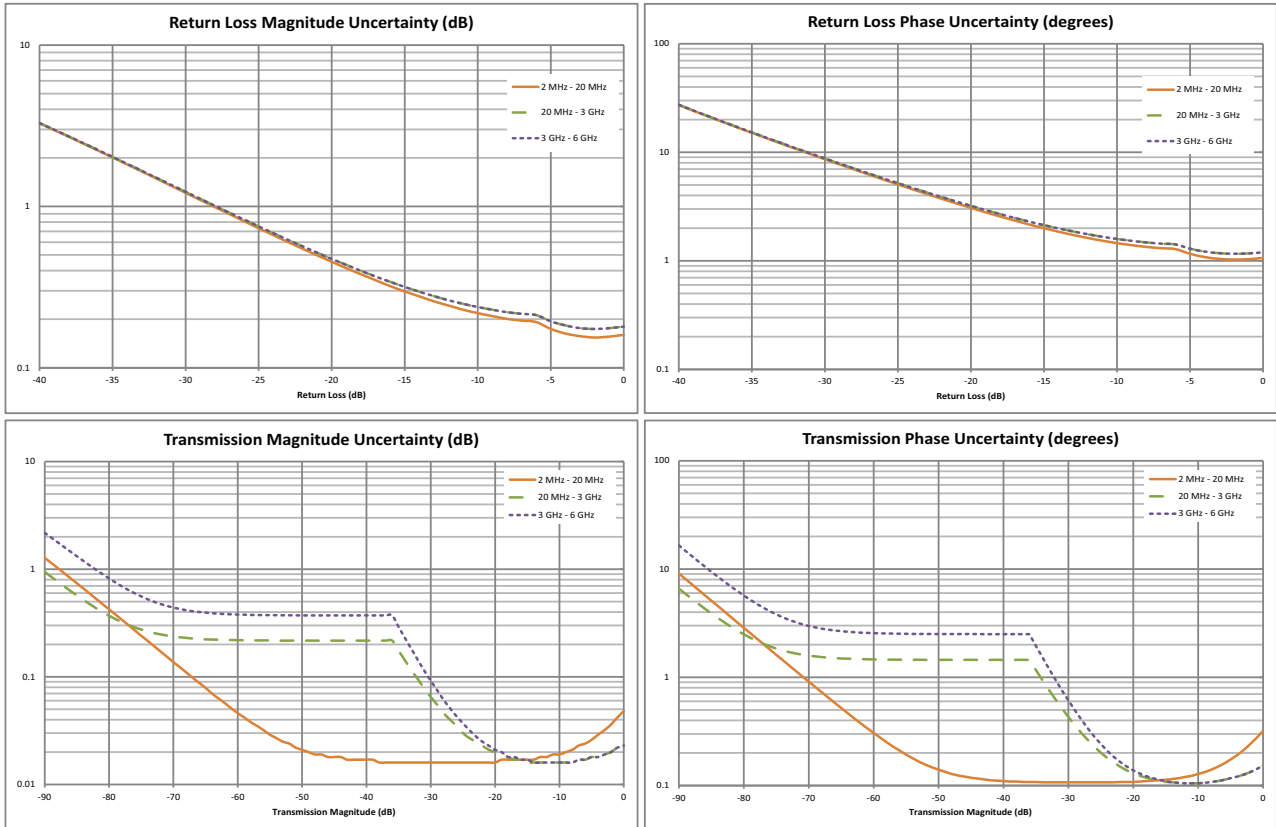 Return Loss Magnitude Uncertainty (dB)
10
1
0.1
2 MHz - 20 MHz
20 MHz - 3 GHz
3 GHz - 6 GHz
-40 -35 -30 -25 -20 -15 -10 -5 0
Return Loss (dB)
Return Loss Phase Uncertainty (degrees)
100
10
1
0.1
2 MHz - 20 MHz
20 MHz - 3 GHz
3 GHz - 6 GHz
-40 -35 -30 -25 -20 -15 -10 -5 0
Return Loss (dB)
Transmission Magnitude Uncertainty (dB)
10
1
0.1
0.01
2 MHz - 20 MHz
20 MHz - 3 GHz
3 GHz - 6 GHz
-90 -80 -70 -60 -50 -40 -30 -20 -10 0
Transmission Magnitude (dB)
Transmission Phase Uncertainty (degrees)
100
10
1
0.1
2 MHz - 20 MHz
20 MHz - 3 GHz
3 GHz - 6 GHz
-90 -80 -70 -60 -50 -40 -30 -20 -10 0
Transmission Magnitude (dB)